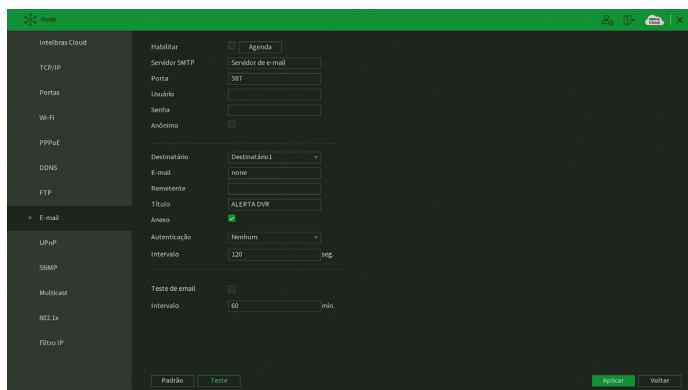 Rede
Intelbras Cloud
TCP/IP
Portas
Wi-Fi
PPPoE
DDNS
FTP
> E-mail
UPnP
SNMP
Multicast
802.1x
Filtro IP
Habilitar Agenda
Servidor SMTP Servidor de e-mail
Porta 587
Usuário
Senha
Anônimo
Destinatário Destinatário1
E-mail none
Remetente
Título ALERTA DVR
Anexo
Autenticação Nenhum
Intervalo 120 seg.
Teste de email
Intervalo 60 min.
Padrão Teste
Aplicar Voltar